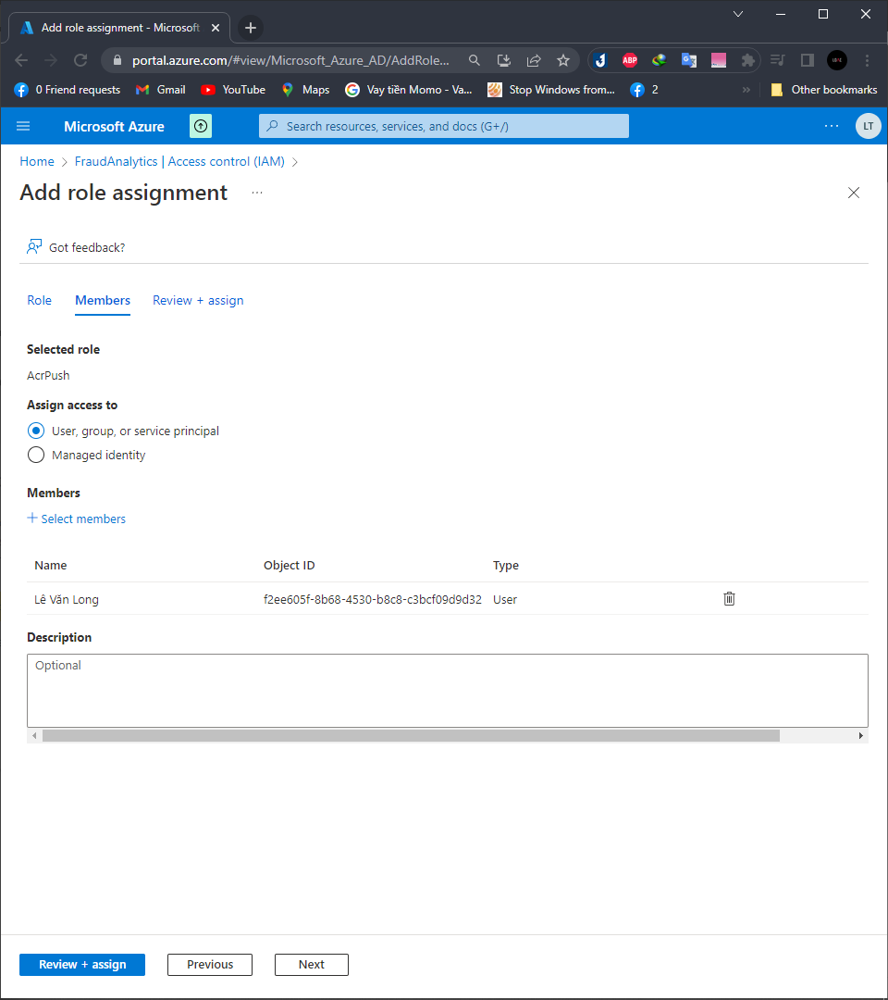 Add role assignment - Microsoft
portal.azure.com/#view/Microsoft_Azure_AD/AddRole...
ABP
0 Friend requests Gmail YouTube Maps Vay tiền Momo - Va... Stop Windows from... 2 » Other bookmarks
Microsoft Azure Search resources, services, and docs (G+/) ... LT
Home > FraudAnalytics | Access control (IAM) >
Add role assignment ...
Got feedback?
Role Members Review + assign
Selected role
AcrPush
Assign access to
User, group, or service principal
Managed identity
Members
+ Select members
Name Object ID Type
Lê Văn Long f2ee605f-8b68-4530-b8c8-c3bcf09d9d32 User
Description
Optional
Review + assign Previous Next